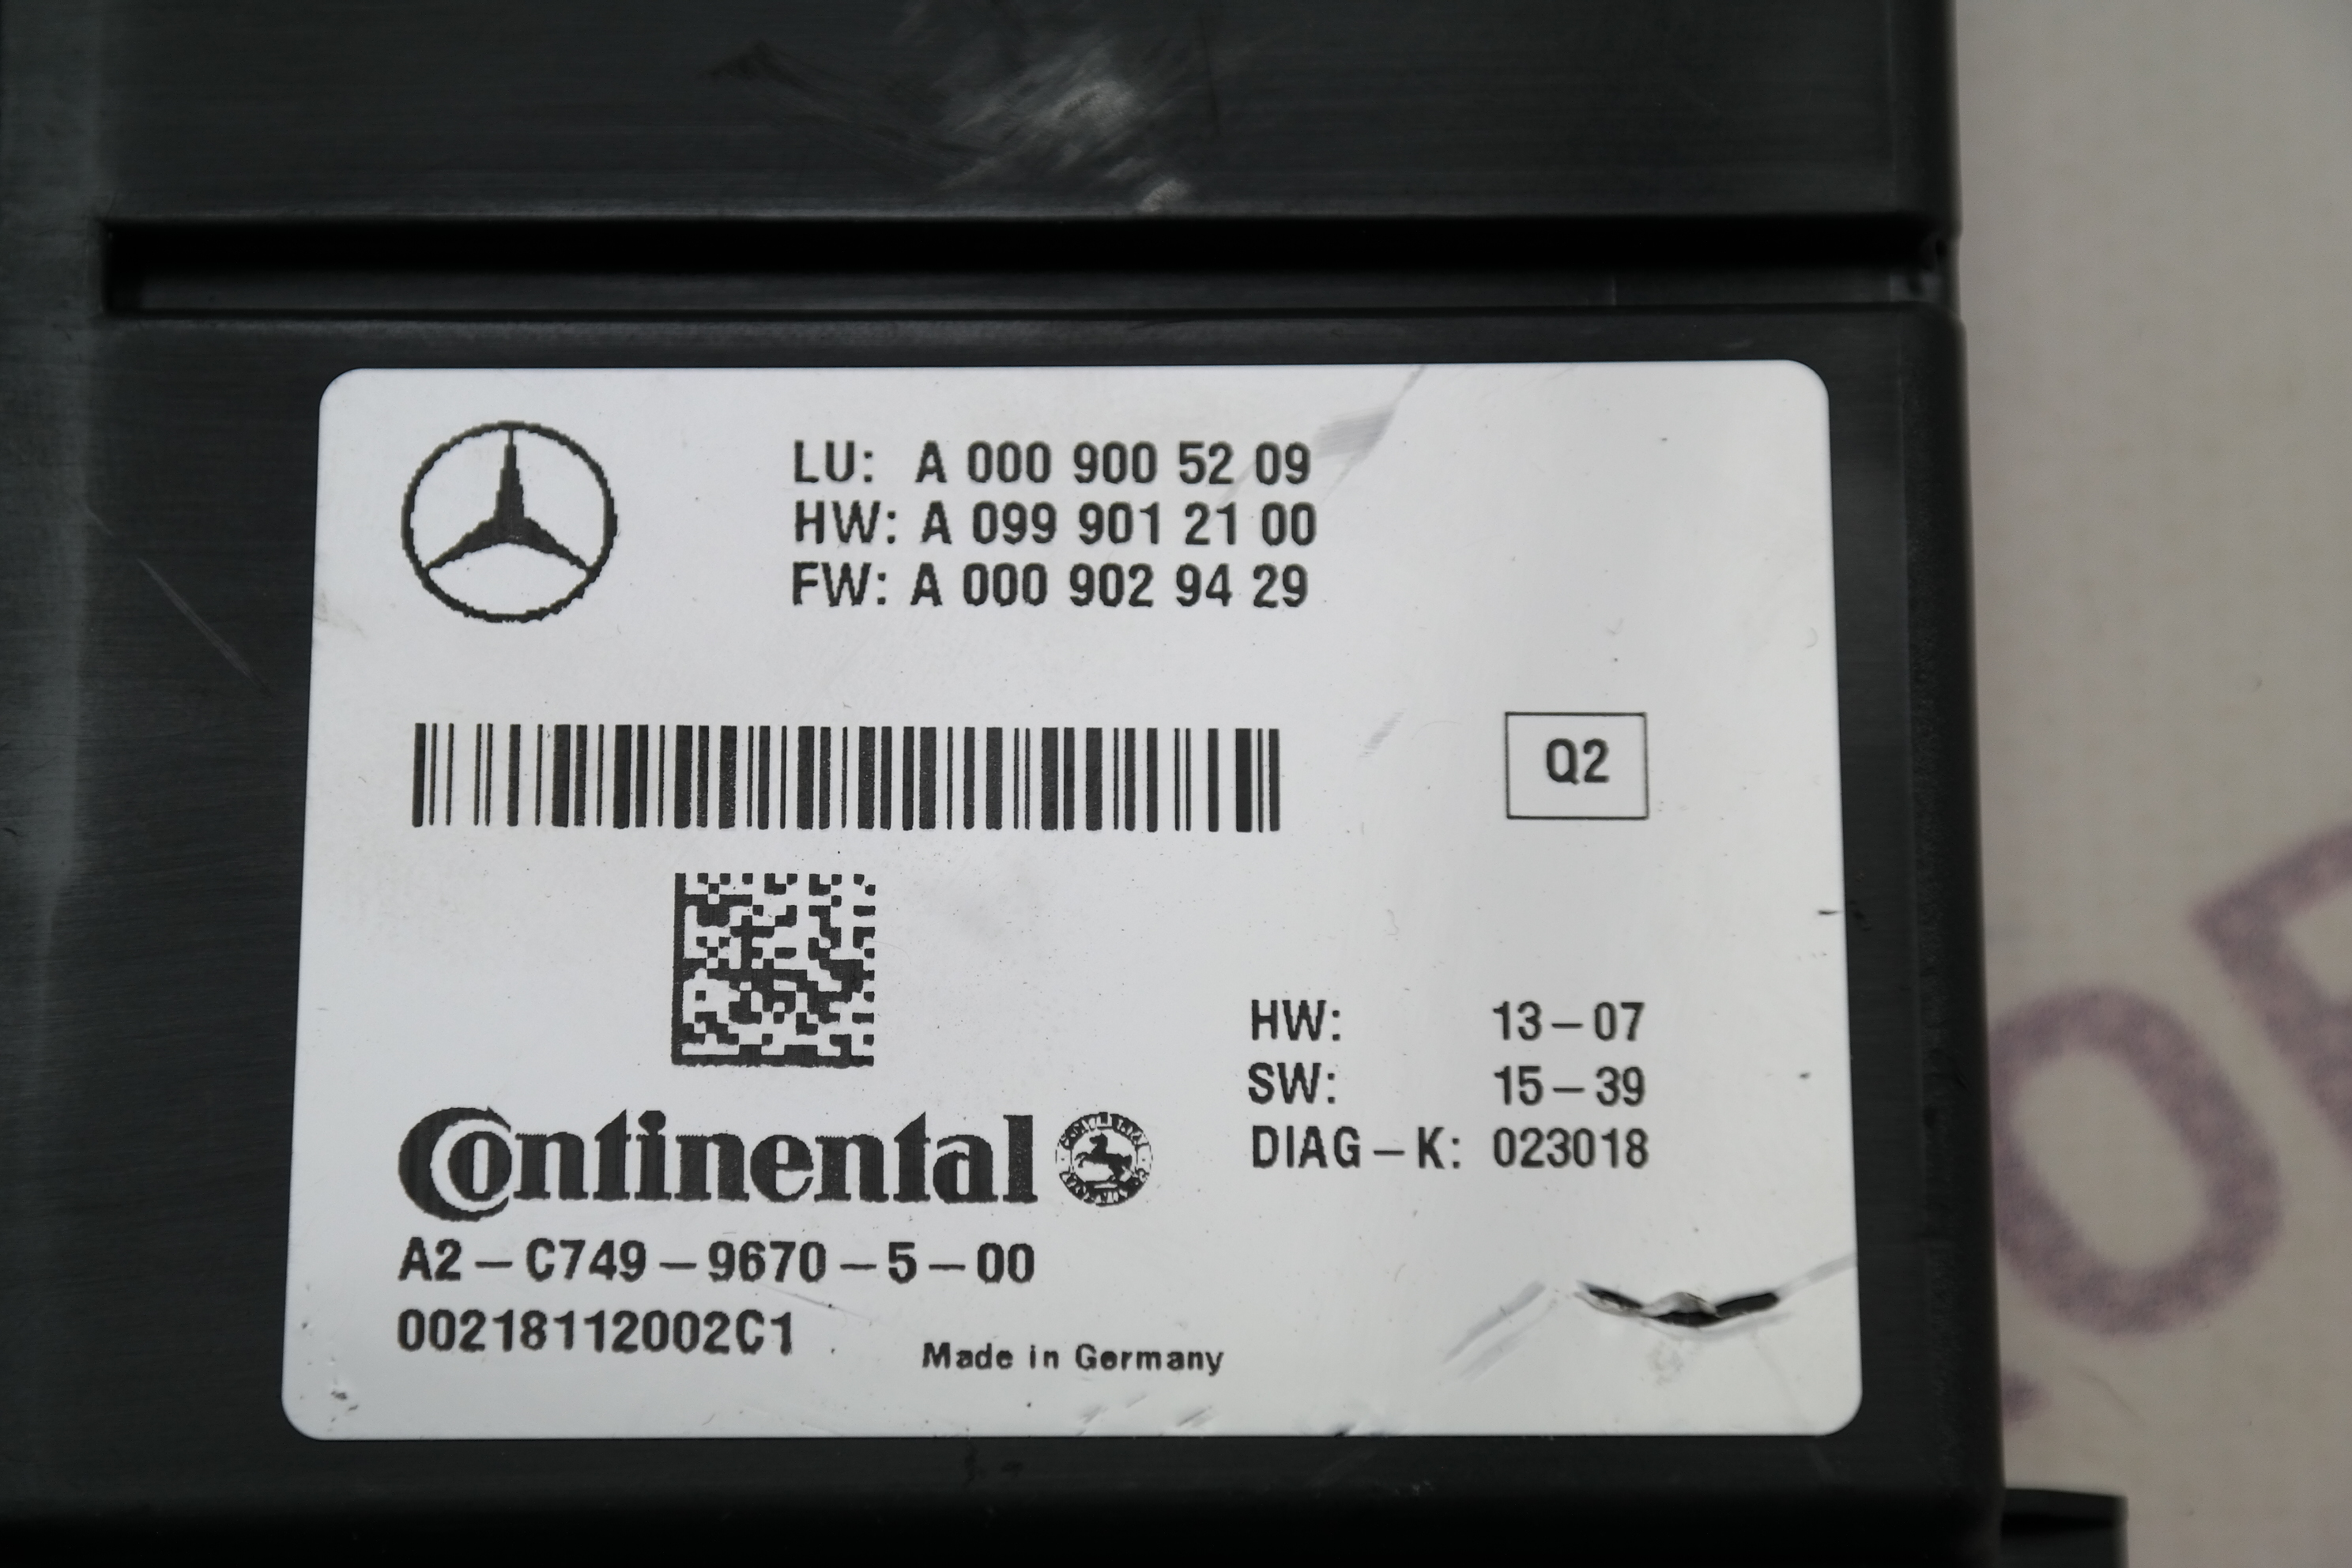 LU: A 000 900 52 09
HW: A 099 901 21 00
FW: A 000 902 94 29
Q2
HW: 13-07
SW: 15-39
DIAG-K: 023018
Continental
A2-C749-9670-5-00
00218112002C1
Made in Germany